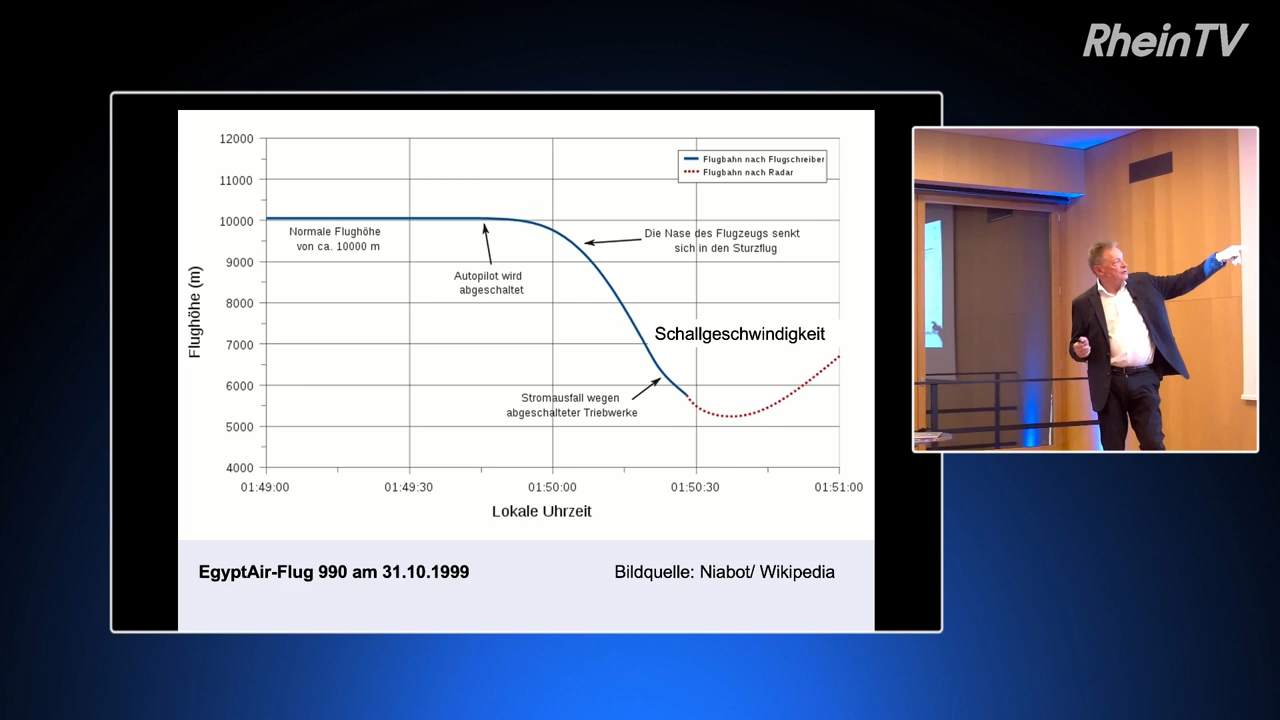 RheinTV
12000
11000
10000
9000
8000
7000
6000
5000
4000
Flughöhe (m)
Flugbahn nach Flugschreiber
Flugbahn nach Radar
Normale Flughöhe
von ca. 10000 m
Autopilot wird
abgeschaltet
Die Nase des Flugzeugs senkt
sich in den Sturzflug
Schallgeschwindigkeit
Stromausfall wegen
abgeschalteter Triebwerke
01:49:00
01:49:30
01:50:00
01:50:30
01:51:00
Lokale Uhrzeit
EgyptAir-Flug 990 am 31.10.1999
Bildquelle: Niabot/ Wikipedia